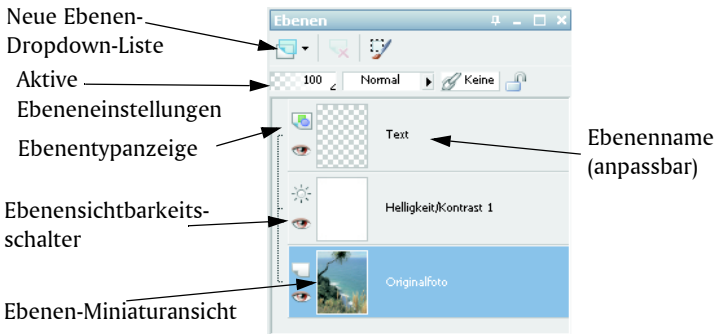 Neue Ebenen-
Dropdown-Liste
Aktive
Ebeneneinstellungen
Ebenentypanzeige
Ebenensichtbarkeits-
schalter
Ebenen-Miniaturansicht
Ebenen
100
Normal
Keine
Text
Helligkeit/Kontrast 1
Originalfoto
Ebenenname
(anpassbar)